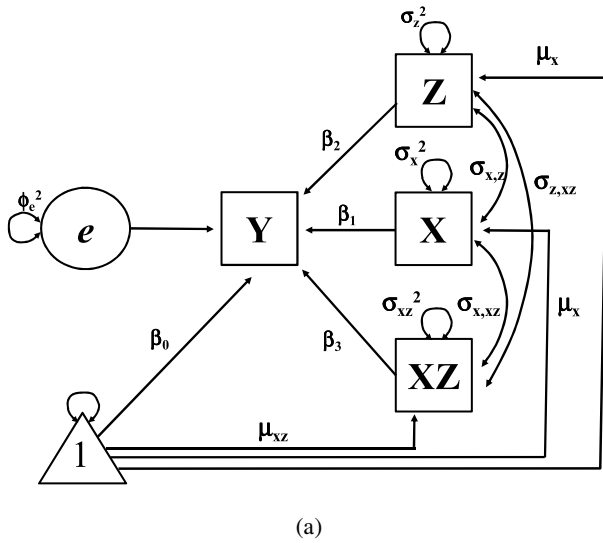 σz²
μx
Z
β2
σx²
σx,z
σz,xz
ϕe²
e
Y
β1
X
σxz²
σx,xz
μx
β0
β3
XZ
μxz
1
(a)